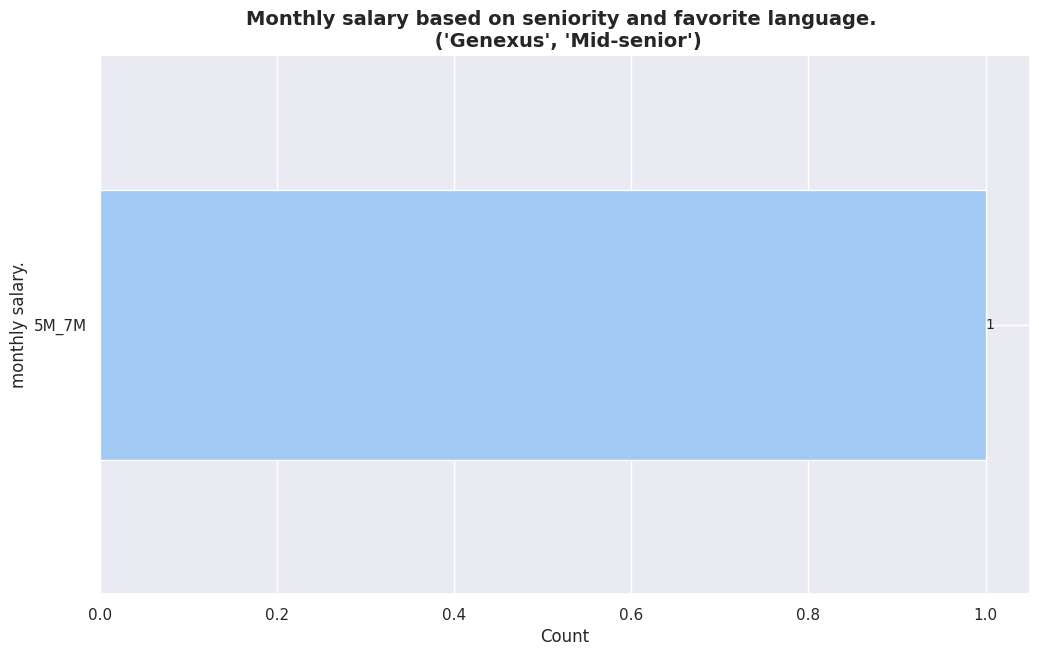 Monthly salary based on seniority and favorite language.
('Genexus', 'Mid-senior')
monthly salary.
5M_7M
1
0.0 0.2 0.4 0.6 0.8 1.0
Count